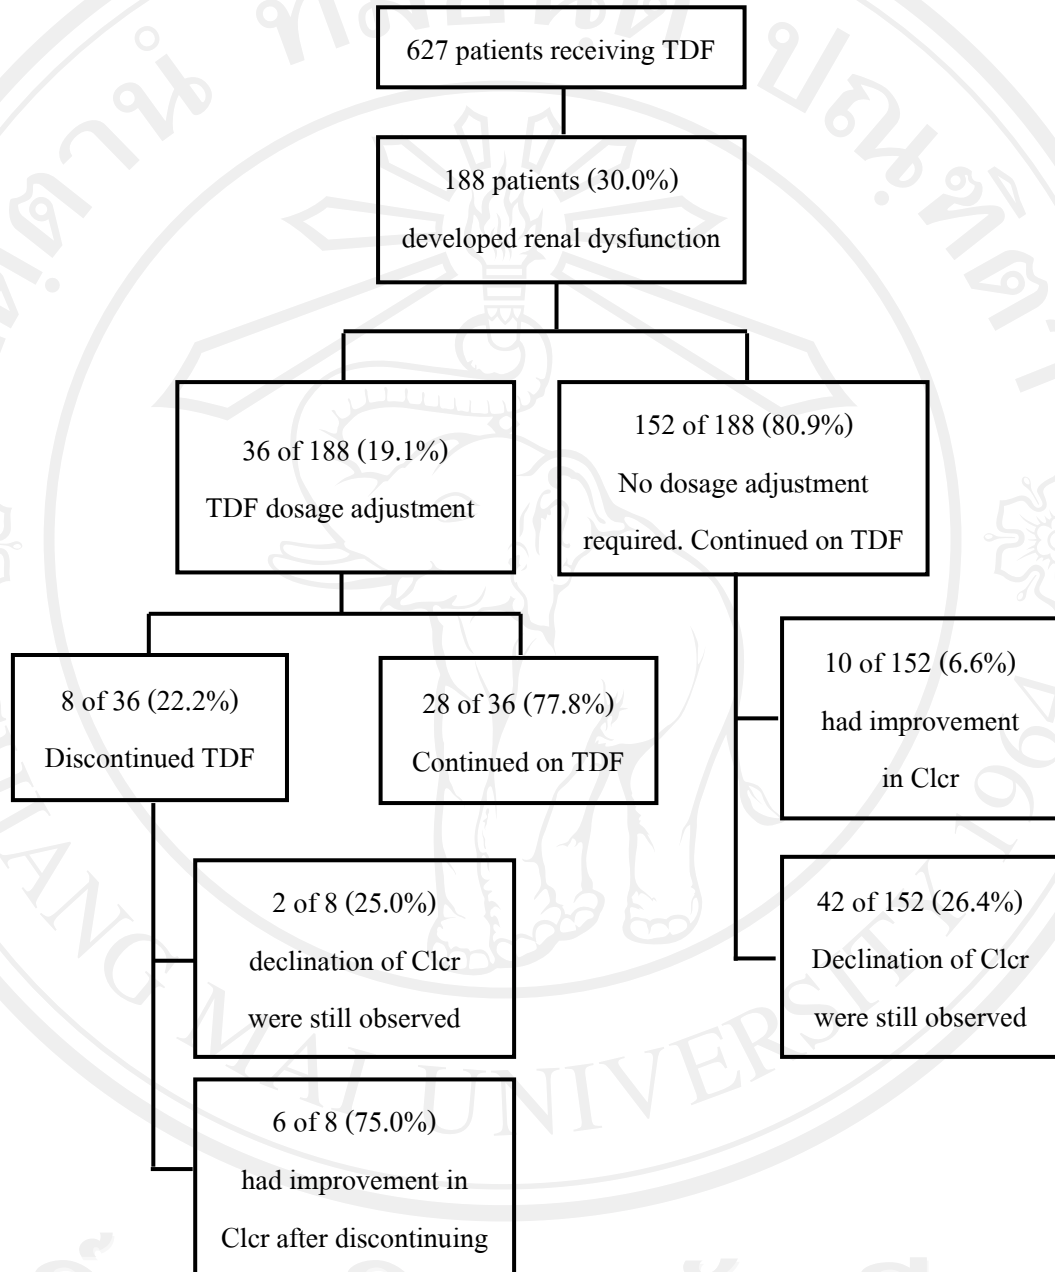 627 patients receiving TDF
188 patients (30.0%)
developed renal dysfunction
36 of 188 (19.1%)
TDF dosage adjustment
152 of 188 (80.9%)
No dosage adjustment
required. Continued on TDF
8 of 36 (22.2%)
Discontinued TDF
28 of 36 (77.8%)
Continued on TDF
10 of 152 (6.6%)
had improvement
in Clcr
2 of 8 (25.0%)
declination of Clcr
were still observed
42 of 152 (26.4%)
Declination of Clcr
were still observed
6 of 8 (75.0%)
had improvement in
Clcr after discontinuing
ANG MAI UNIVERSITY 1964